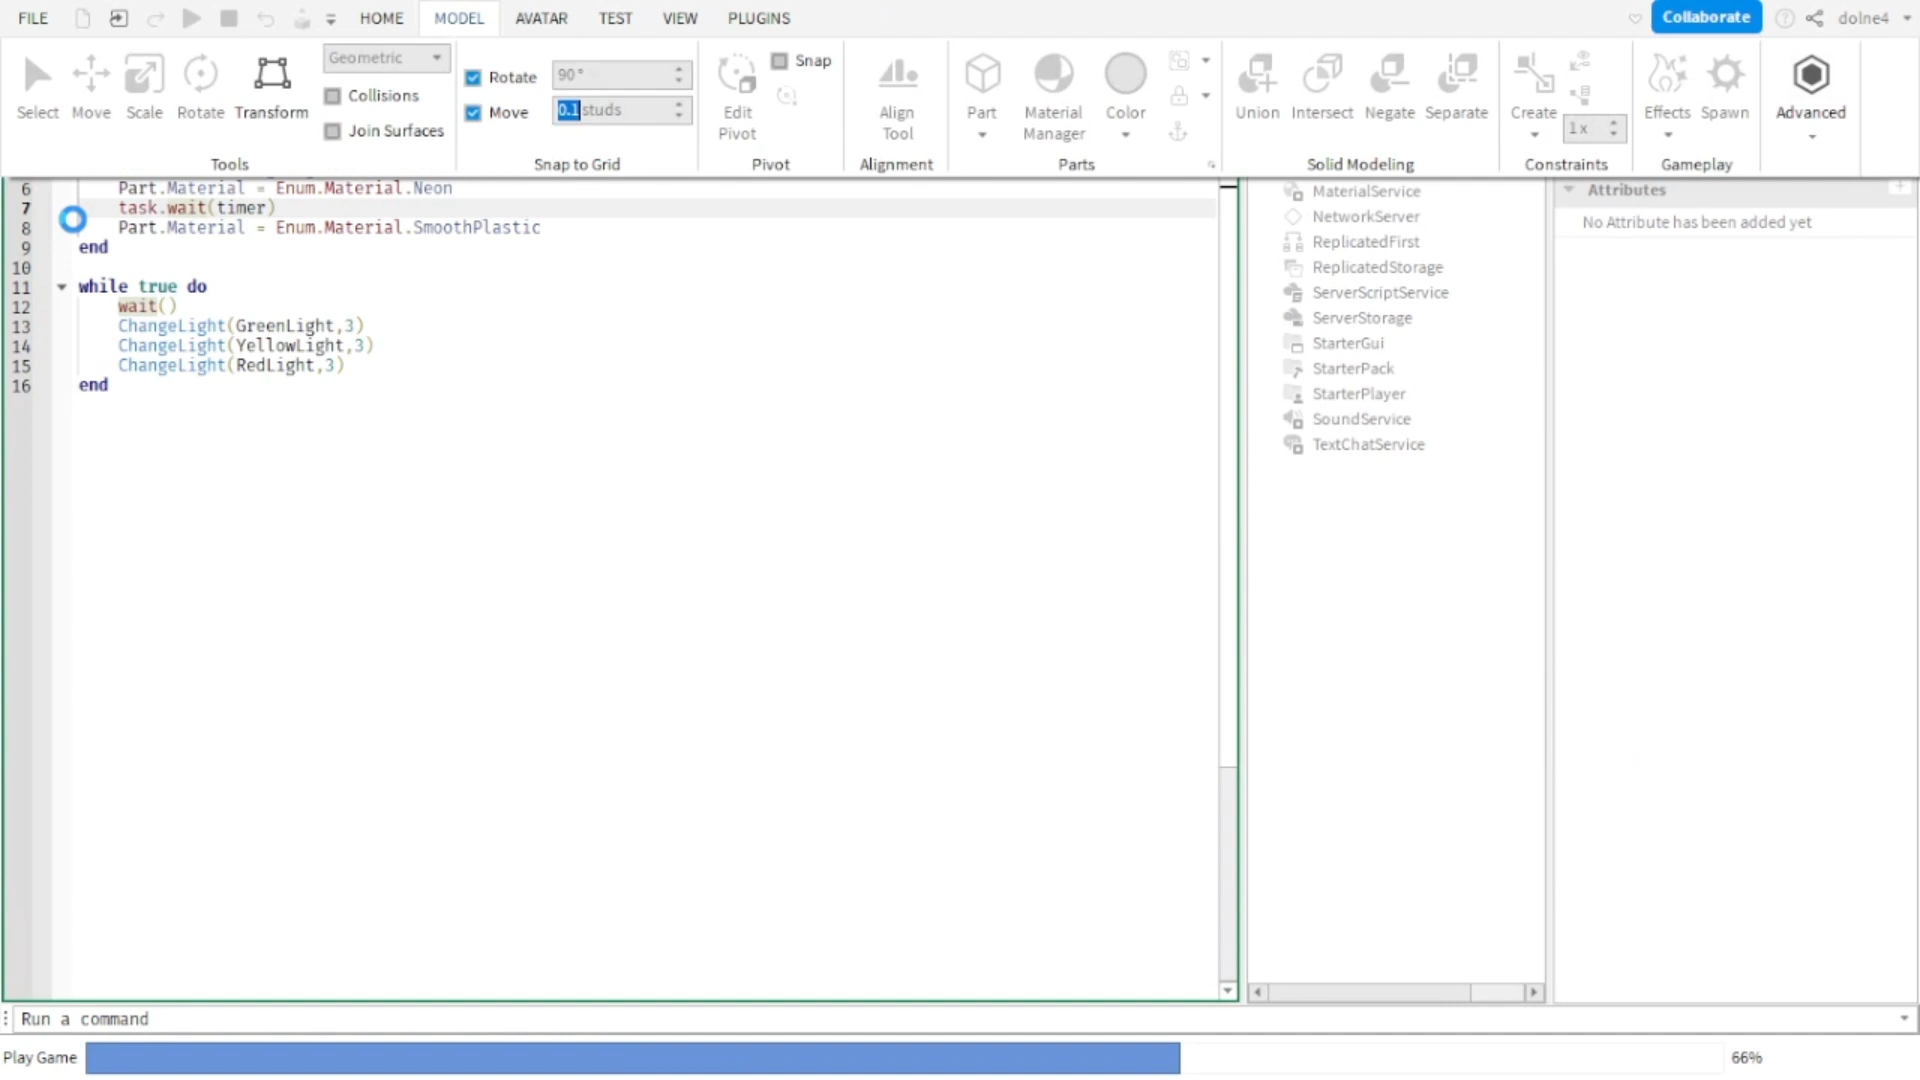 FILE HOME MODEL AVATAR TEST VIEW PLUGINS Collaborate dolne4
Geometric
Collisions
Join Surfaces
Select Move Scale Rotate Transform
Tools
Rotate 90°
Move 0.1 studs
Snap to Grid
Snap
Edit Pivot
Pivot
Align Tool
Alignment
Part Material Manager Color
Parts
Union Intersect Negate Separate
Solid Modeling
Create 1x
Constraints
Effects Spawn
Gameplay
Advanced
6 Part.Material = Enum.Material.Neon
7 task.wait(timer)
8 Part.Material = Enum.Material.SmoothPlastic
9 end
10
11 while true do
12 wait()
13 ChangeLight(GreenLight,3)
14 ChangeLight(YellowLight,3)
15 ChangeLight(RedLight,3)
16 end
MaterialService
NetworkServer
ReplicatedFirst
ReplicatedStorage
ServerScriptService
ServerStorage
StarterGui
StarterPack
StarterPlayer
SoundService
TextChatService
Attributes
No Attribute has been added yet
Run a command
Play Game 66%